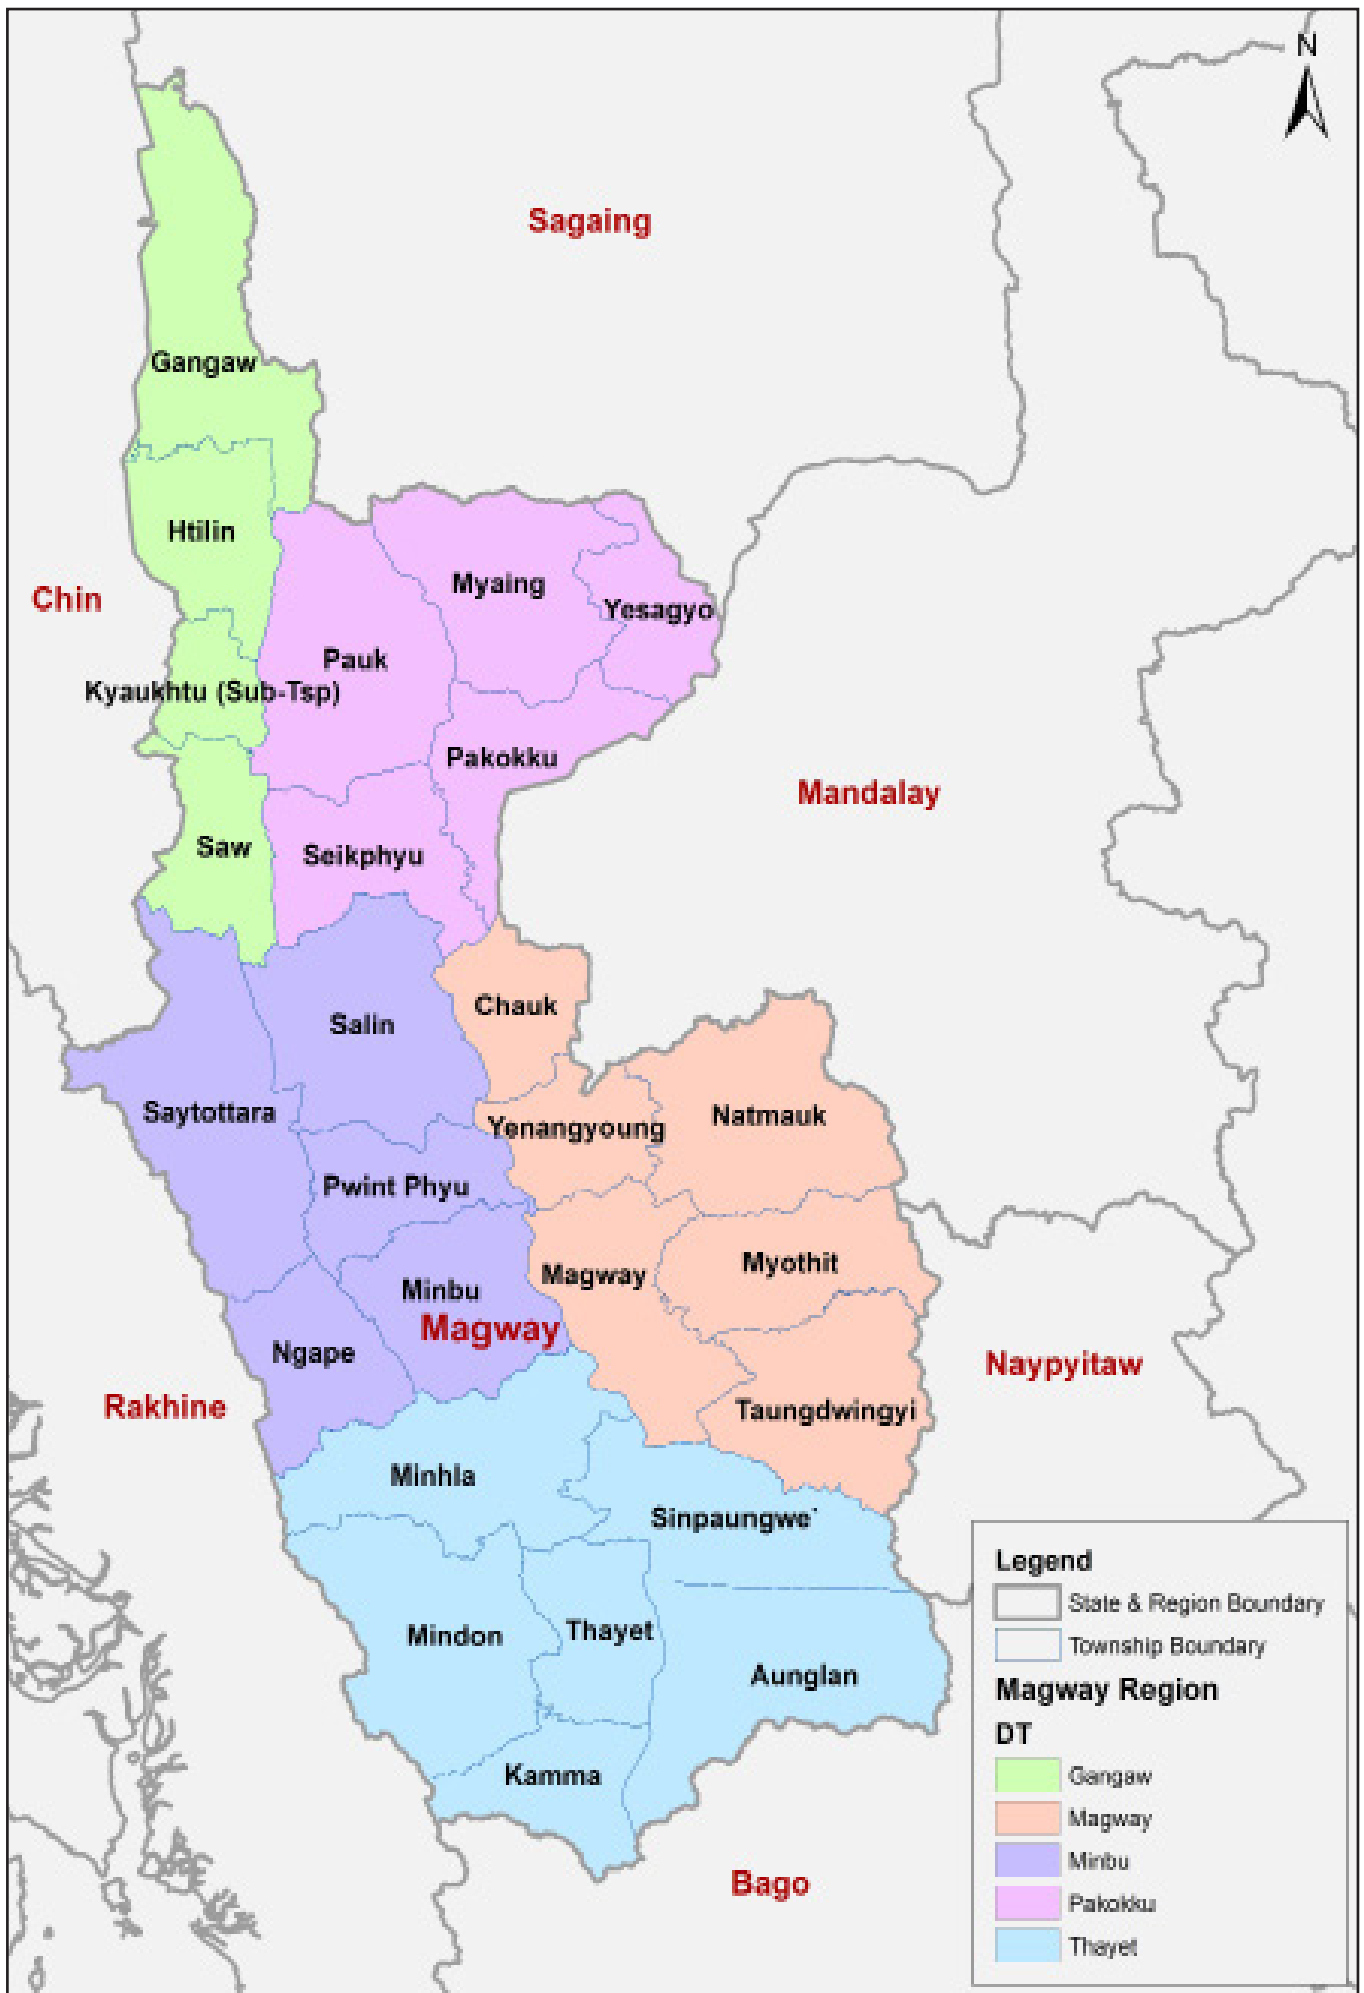 N
Sagaing
Gangaw
Htilin
Chin
Myaing
Yesagyo
Pauk
Kyaukhtu (Sub-Tsp)
Pakokku
Mandalay
Saw
Seikphyu
Chauk
Salin
Saytottara
Natmauk
Yenangyoung
Pwint Phyu
Myothit
Magway
Minbu
Magway
Ngape
Naypyitaw
Rakhine
Taungdwingyi
Minhla
Sinpaungwe`
Mindon
Thayet
Aunglan
Kamma
Bago
Legend
State & Region Boundary
Township Boundary
Magway Region
DT
Gangaw
Magway
Minbu
Pakokku
Thayet